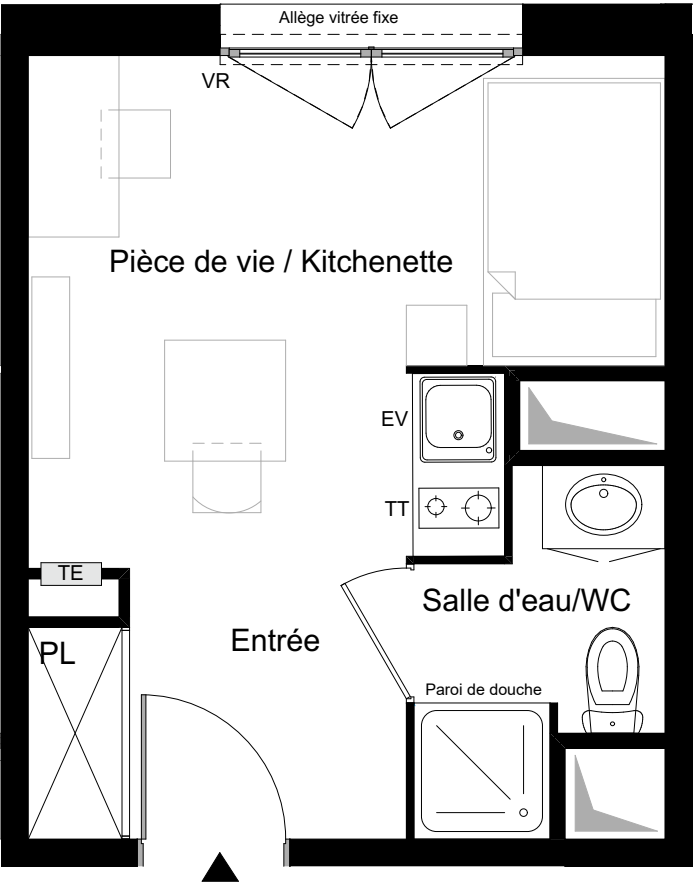 Allège vitrée fixe
VR
Pièce de vie / Kitchenette
EV
TT
TE
Salle d'eau/WC
Entrée
PL
Paroi de douche